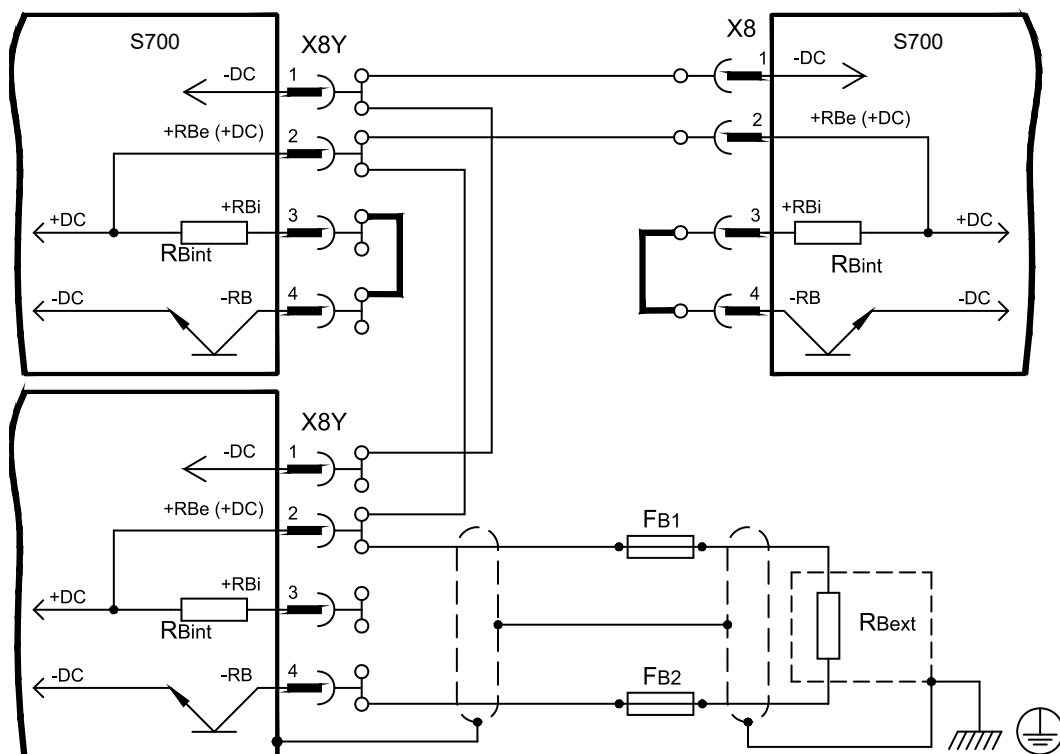 S700
X8Y
-DC
1
+RBe (+DC)
2
+DC
+RBi
3
RBint
-DC
-RB
4
X8
S700
1
-DC
2
+RBe (+DC)
3
+RBi
+DC
RBint
4
-RB
-DC
X8Y
-DC
1
+RBe (+DC)
2
+DC
+RBi
3
RBint
-DC
-RB
4
FB1
RBext
FB2